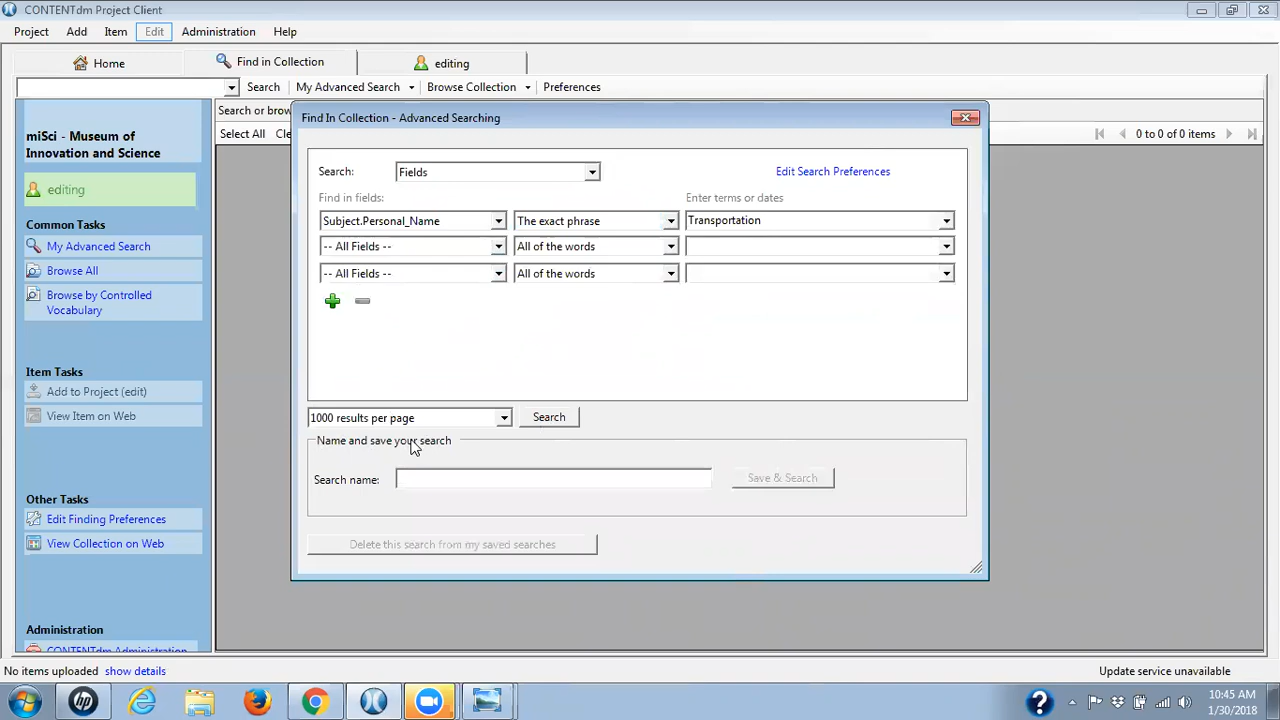 CONTENTdm Project Client
Project Add Item Edit Administration Help
Home Find in Collection editing
Search My Advanced Search Browse Collection Preferences
miSci - Museum of
Innovation and Science
editing
Common Tasks
My Advanced Search
Browse All
Browse by Controlled
Vocabulary
Item Tasks
Add to Project (edit)
View Item on Web
Other Tasks
Edit Finding Preferences
View Collection on Web
Administration
CONTENTdm Administration
Search or brow
Select All Cle
0 to 0 of 0 items
Find In Collection - Advanced Searching
Search: Fields Edit Search Preferences
Find in fields: Enter terms or dates
Subject.Personal_Name The exact phrase Transportation
-- All Fields -- All of the words
-- All Fields -- All of the words
1000 results per page Search
Name and save your search
Search name: Save & Search
Delete this search from my saved searches
No items uploaded show details Update service unavailable
hp
10:45 AM
1/30/2018